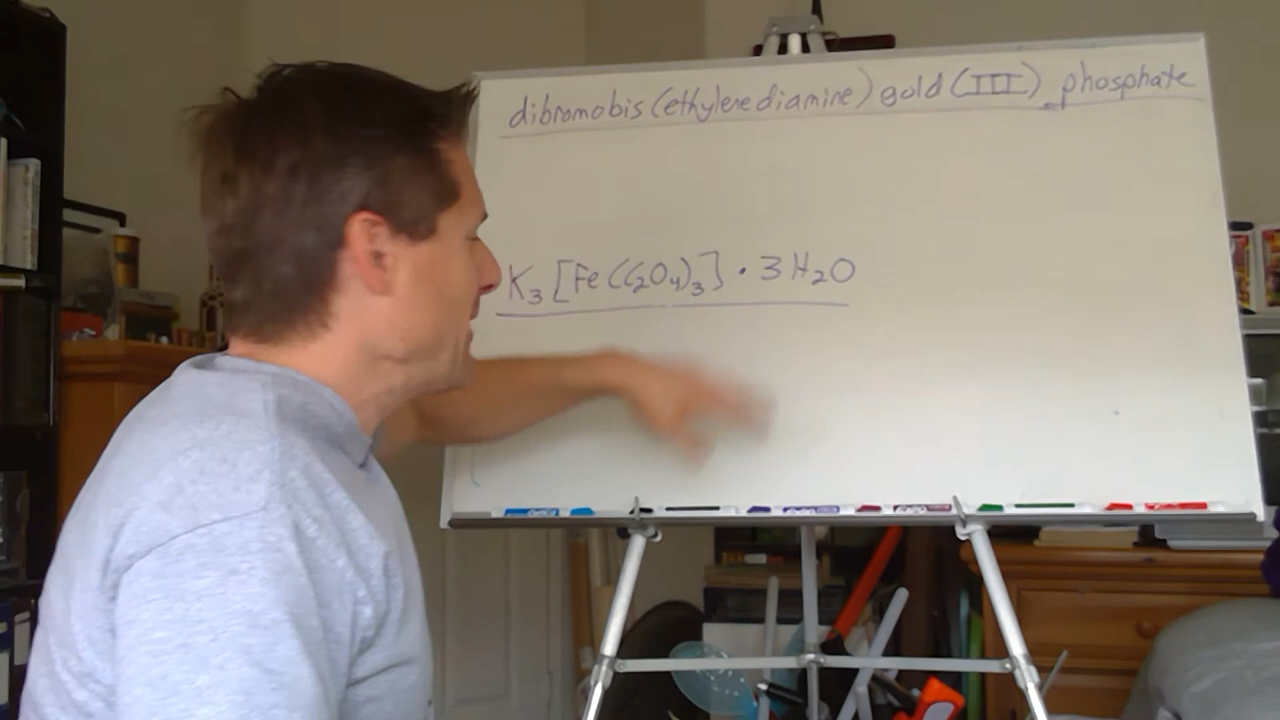 dibromobis(ethylenediamine)gold(III) phosphate
K₃[Fe(C₂O₄)₃]·3H₂O